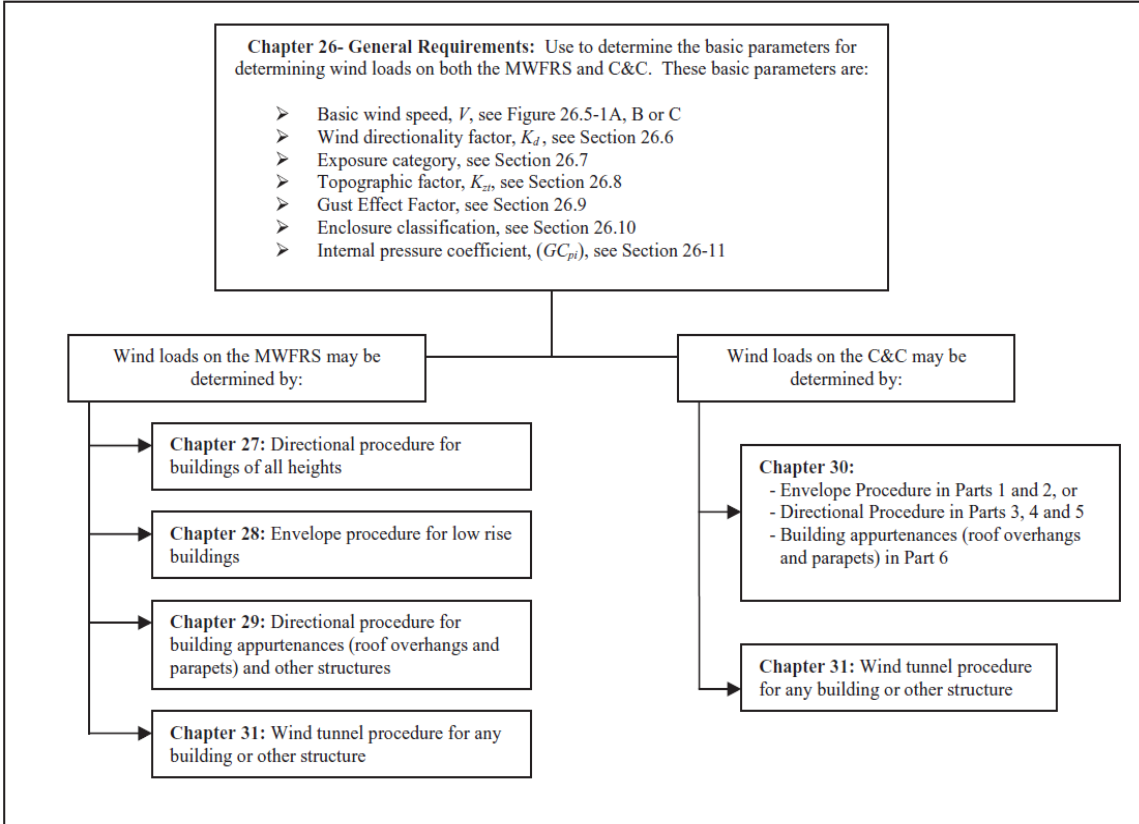 Chapter 26- General Requirements: Use to determine the basic parameters for
determining wind loads on both the MWFRS and C&C. These basic parameters are:
➢ Basic wind speed, V, see Figure 26.5-1A, B or C
➢ Wind directionality factor, Kd, see Section 26.6
➢ Exposure category, see Section 26.7
➢ Topographic factor, Kzt, see Section 26.8
➢ Gust Effect Factor, see Section 26.9
➢ Enclosure classification, see Section 26.10
➢ Internal pressure coefficient, (GCpi), see Section 26-11
Wind loads on the MWFRS may be
determined by:
Chapter 27: Directional procedure for
buildings of all heights
Chapter 28: Envelope procedure for low rise
buildings
Chapter 29: Directional procedure for
building appurtenances (roof overhangs and
parapets) and other structures
Chapter 31: Wind tunnel procedure for any
building or other structure
Wind loads on the C&C may be
determined by:
Chapter 30:
- Envelope Procedure in Parts 1 and 2, or
- Directional Procedure in Parts 3, 4 and 5
- Building appurtenances (roof overhangs
and parapets) in Part 6
Chapter 31: Wind tunnel procedure
for any building or other structure